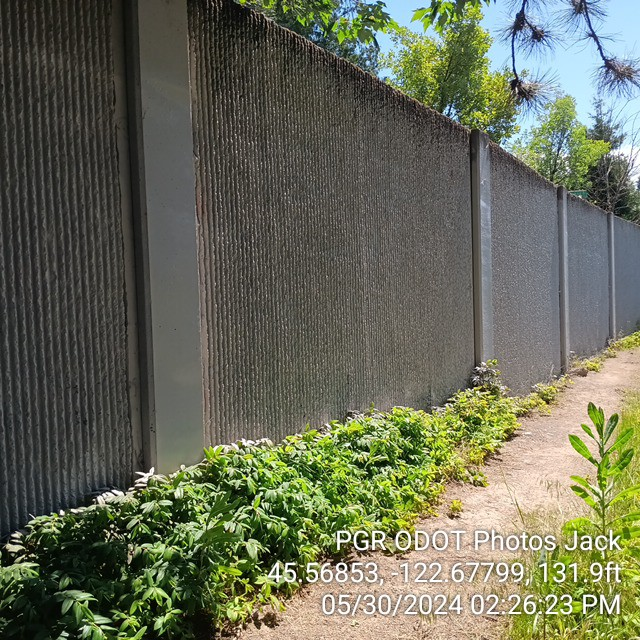 PGR ODOT Photos Jack
45.56853, -122.67799, 131.9ft
05/30/2024 02:26:23 PM